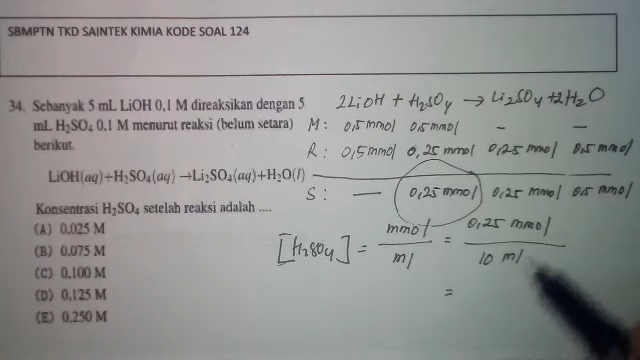 SBMPTN TKD SAINTEK KIMIA KODE SOAL 124
34. Sebanyak 5 mL LiOH 0,1 M direaksikan dengan 5
mL H₂SO₄ 0,1 M menurut reaksi (belum setara)
berikut.
LiOH(aq)+H₂SO₄(aq) →Li₂SO₄(aq)+H₂O(l)
Konsentrasi H₂SO₄ setelah reaksi adalah ....
(A) 0,025 M
(B) 0,075 M
(C) 0,100 M
(D) 0,125 M
(E) 0,250 M
2LiOH + H₂SO₄ → Li₂SO₄ + 2H₂O
M: 0,5 mmol 0,5 mmol - -
R: 0,5 mmol 0,25 mmol 0,25 mmol 0,5 mmol
S: - 0,25 mmol 0,25 mmol 0,5 mmol
[H₂SO₄] = mmol / ml = 0,25 mmol / 10 ml
=